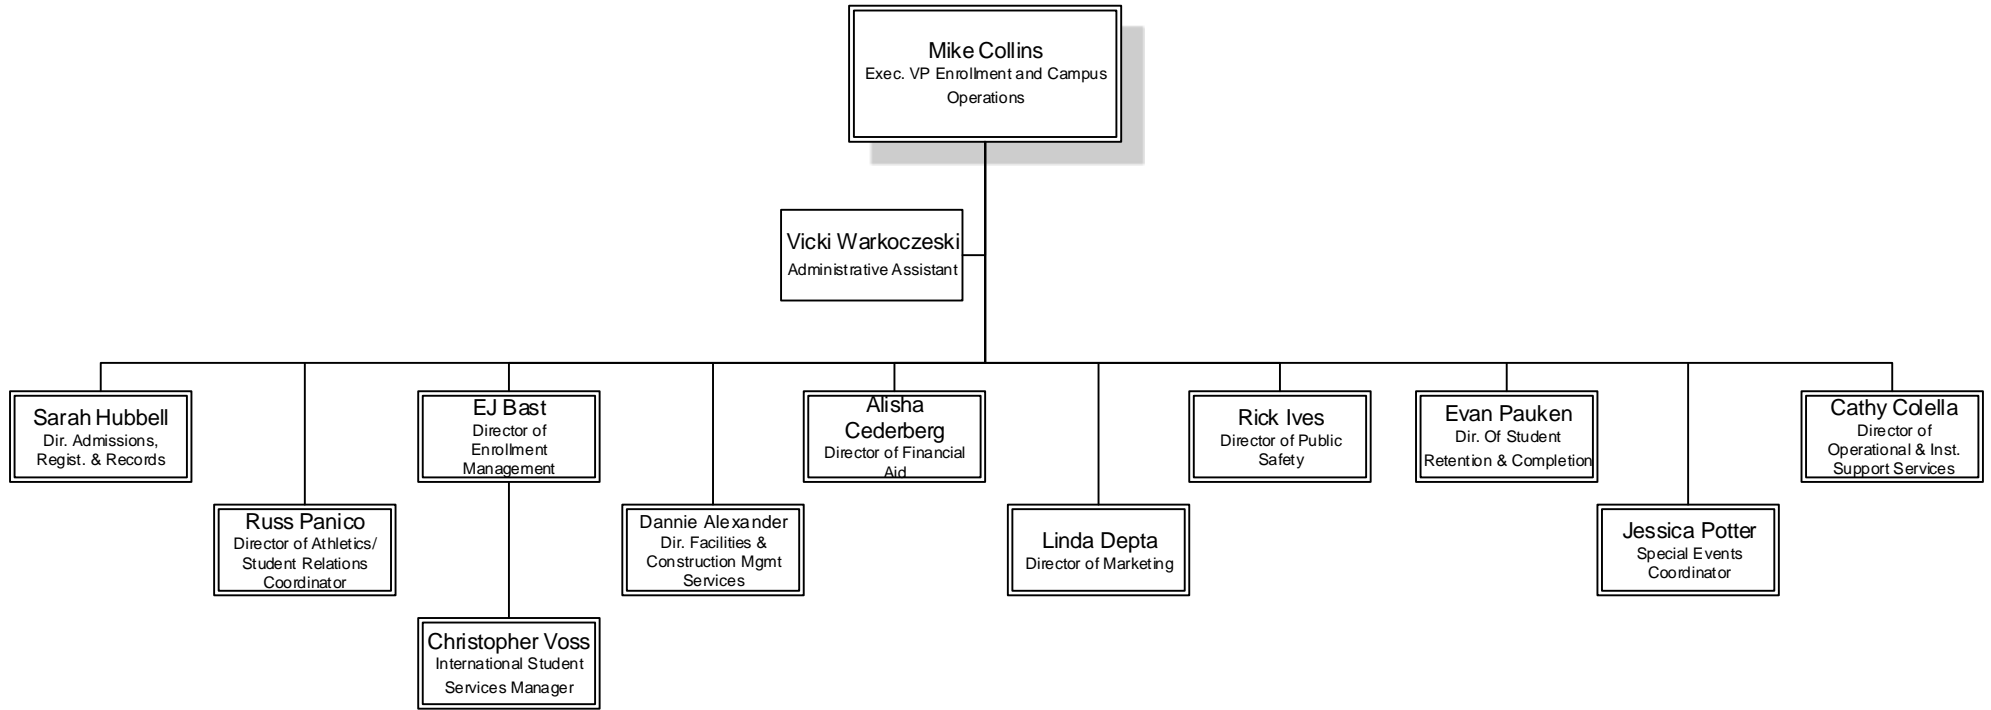 Mike Collins
Exec. VP Enrollment and Campus
Operations
Vicki Warkoczeski
Administrative Assistant
Sarah Hubbell
Dir. Admissions,
Regist. & Records
Russ Panico
Director of Athletics/
Student Relations
Coordinator
EJ Bast
Director of
Enrollment
Management
Christopher Voss
International Student
Services Manager
Dannie Alexander
Dir. Facilities &
Construction Mgmt
Services
Alisha
Cederberg
Director of Financial
Aid
Linda Depta
Director of Marketing
Rick Ives
Director of Public
Safety
Evan Pauken
Dir. Of Student
Retention & Completion
Jessica Potter
Special Events
Coordinator
Cathy Colella
Director of
Operational & Inst.
Support Services